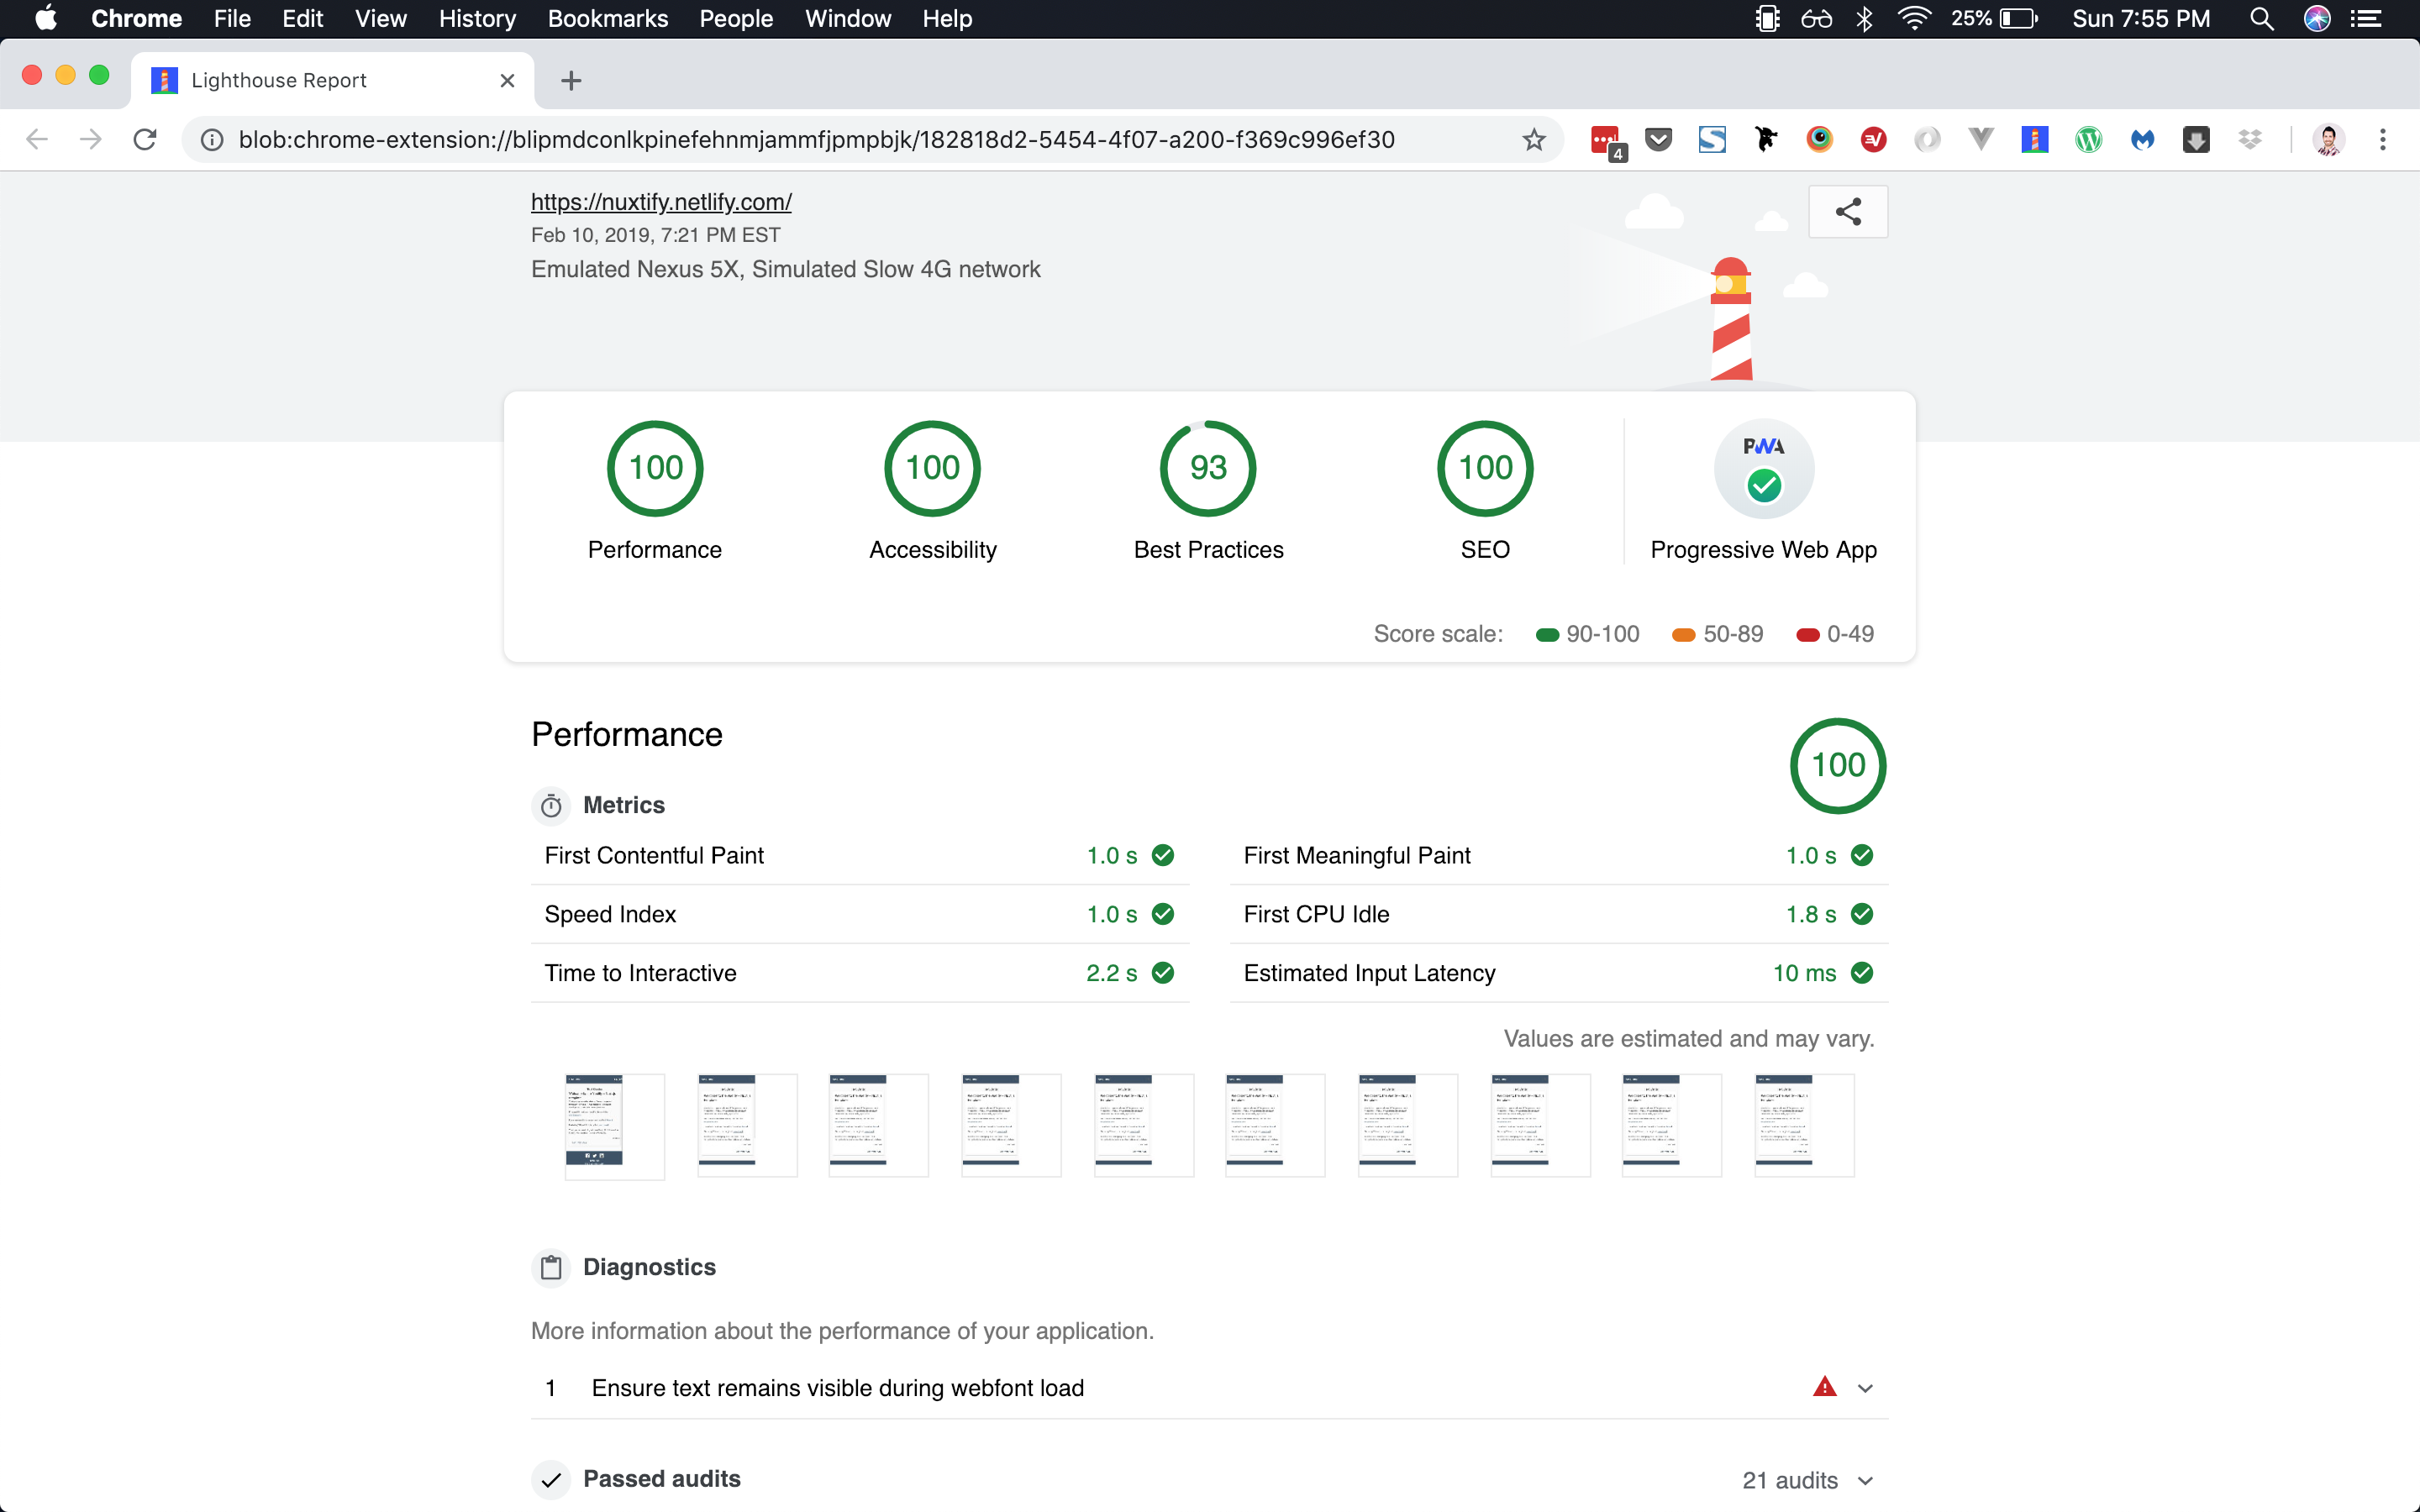 Chrome File Edit View History Bookmarks People Window Help 25% Sun 7:55 PM
Lighthouse Report
blob:chrome-extension://blipmdconlkpinefehnmjammfjpmpbjk/182818d2-5454-4f07-a200-f369c996ef30 4
https://nuxtify.netlify.com/
Feb 10, 2019, 7:21 PM EST
Emulated Nexus 5X, Simulated Slow 4G network
100 100 93 100 PWA
Performance Accessibility Best Practices SEO Progressive Web App
Score scale: 90-100 50-89 0-49
Performance 100
Metrics
First Contentful Paint 1.0 s First Meaningful Paint 1.0 s
Speed Index 1.0 s First CPU Idle 1.8 s
Time to Interactive 2.2 s Estimated Input Latency 10 ms
Values are estimated and may vary.
Diagnostics
More information about the performance of your application.
1 Ensure text remains visible during webfont load
Passed audits 21 audits